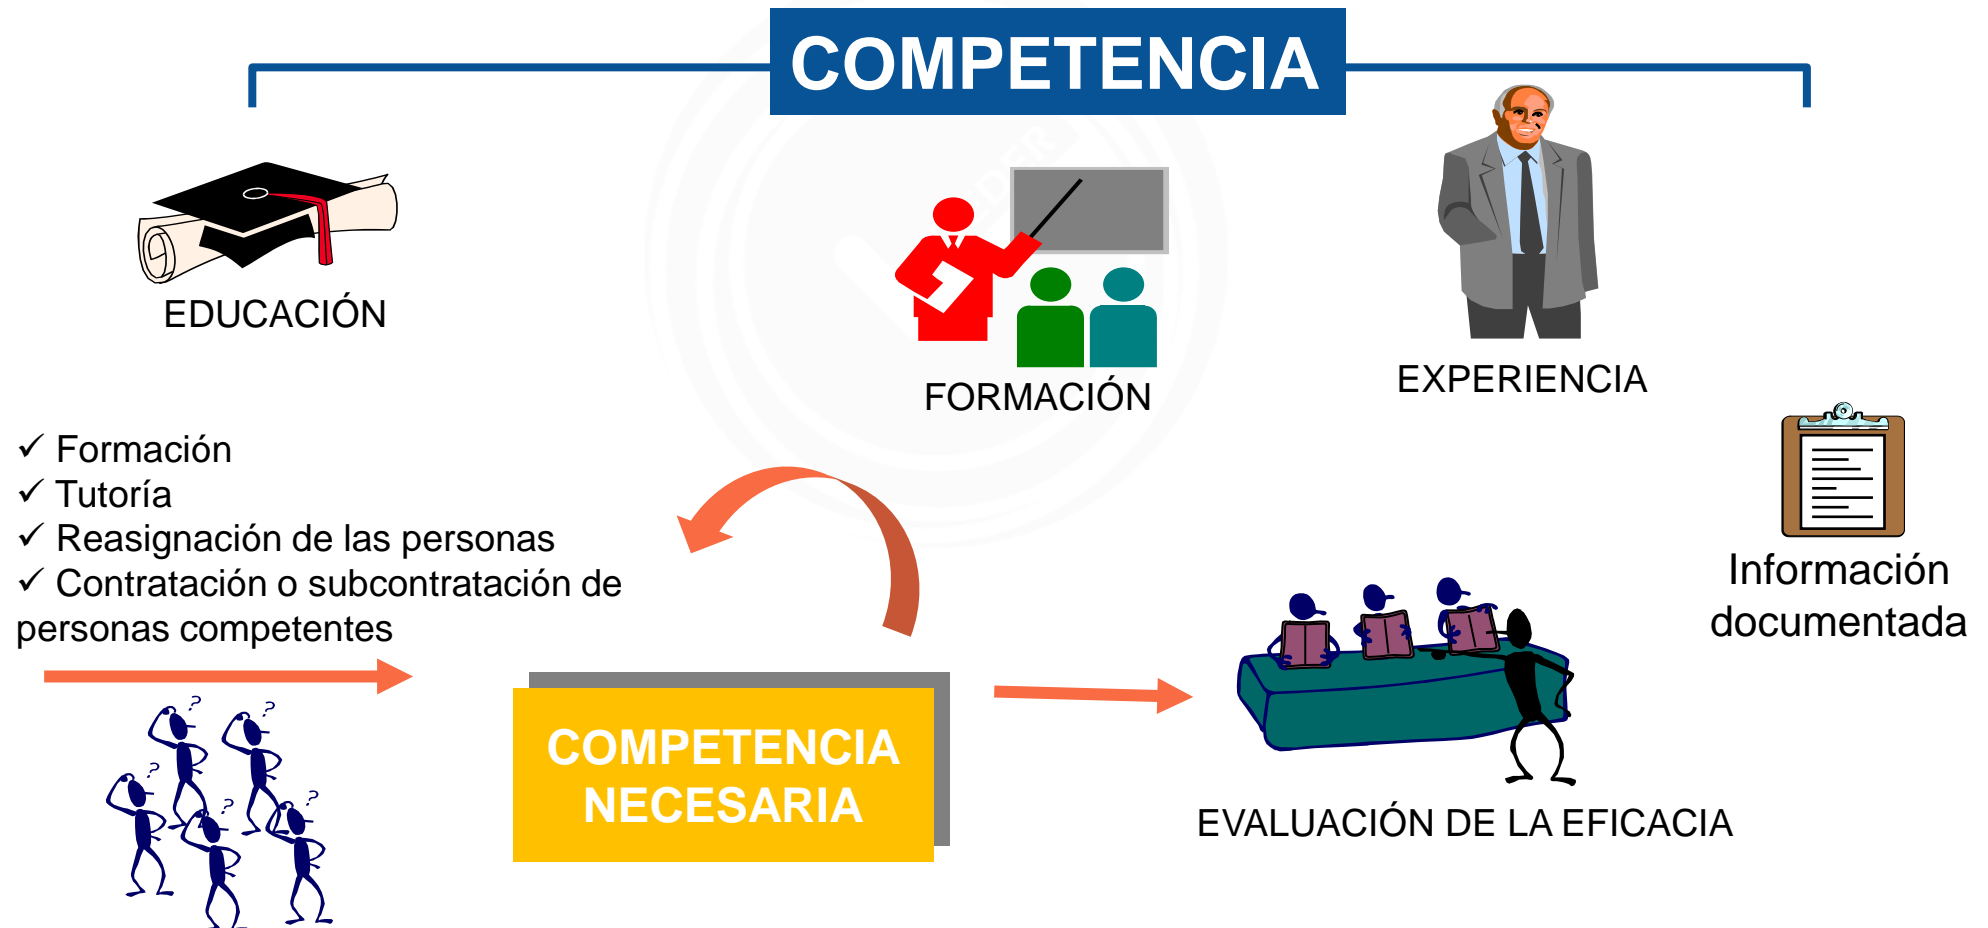 COMPETENCIA
EDUCACIÓN
FORMACIÓN
EXPERIENCIA
✓ Formación
✓ Tutoría
✓ Reasignación de las personas
✓ Contratación o subcontratación de
personas competentes
Información
documentada
? ?
? ? ?
COMPETENCIA
NECESARIA
EVALUACIÓN DE LA EFICACIA